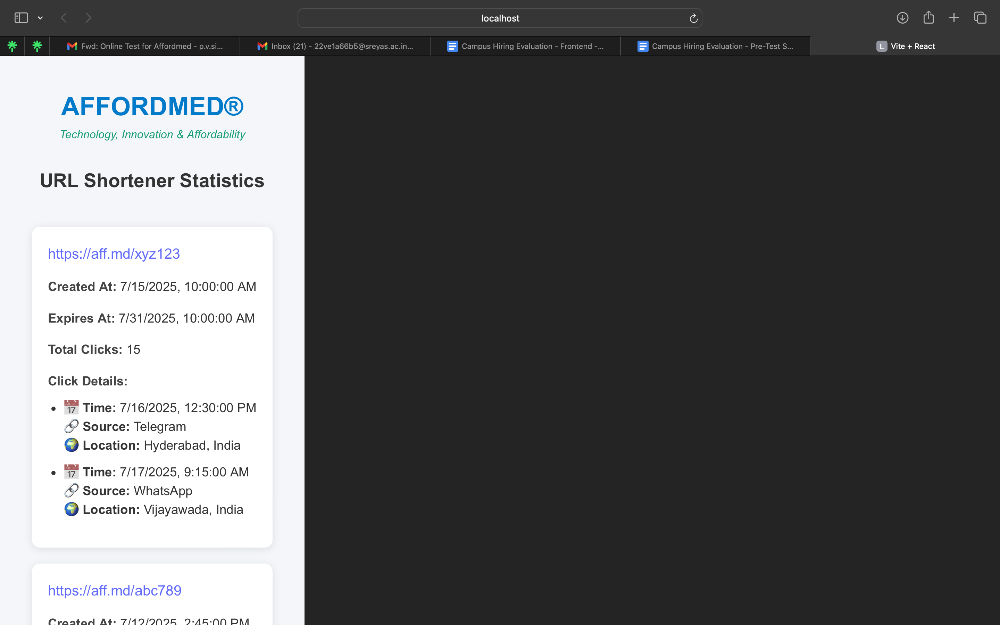 localhost
Fwd: Online Test for Affordmed - p.v.si...
Inbox (21) - 22ve1a66b5@sreyas.ac.in...
Campus Hiring Evaluation - Frontend -...
Campus Hiring Evaluation - Pre-Test S...
L Vite + React
AFFORDMED®
Technology, Innovation & Affordability
URL Shortener Statistics
https://aff.md/xyz123
Created At: 7/15/2025, 10:00:00 AM
Expires At: 7/31/2025, 10:00:00 AM
Total Clicks: 15
Click Details:
• 📅 Time: 7/16/2025, 12:30:00 PM
🔗 Source: Telegram
🌍 Location: Hyderabad, India
• 📅 Time: 7/17/2025, 9:15:00 AM
🔗 Source: WhatsApp
🌍 Location: Vijayawada, India
https://aff.md/abc789
Created At: 7/12/2025, 2:45:00 PM